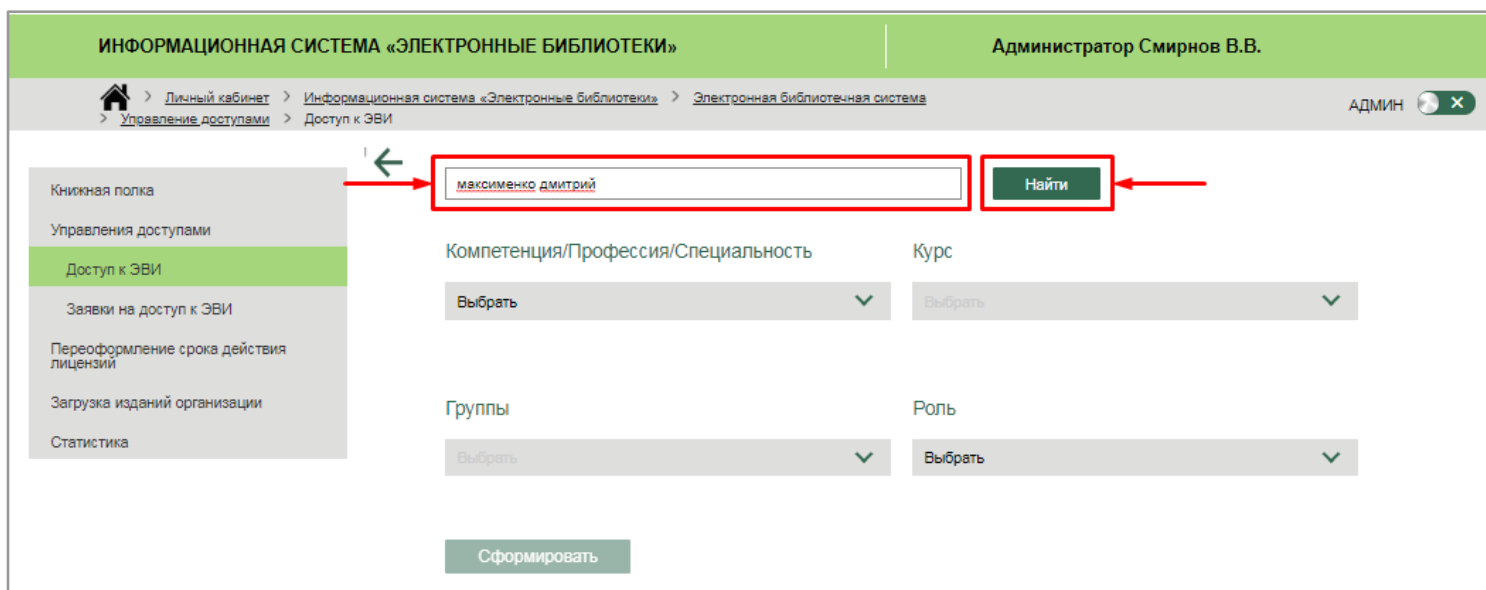 ИНФОРМАЦИОННАЯ СИСТЕМА «ЭЛЕКТРОННЫЕ БИБЛИОТЕКИ»
Администратор Смирнов В.В.
> Личный кабинет > Информационная система «Электронные библиотеки» > Электронная библиотечная система
> Управление доступами > Доступ к ЭВИ
АДМИН
Книжная полка
Управления доступами
Доступ к ЭВИ
Заявки на доступ к ЭВИ
Переоформление срока действия
лицензий
Загрузка изданий организации
Статистика
максименко дмитрий
Найти
Компетенция/Профессия/Специальность
Выбрать
Курс
Выбрать
Группы
Выбрать
Роль
Выбрать
Сформировать